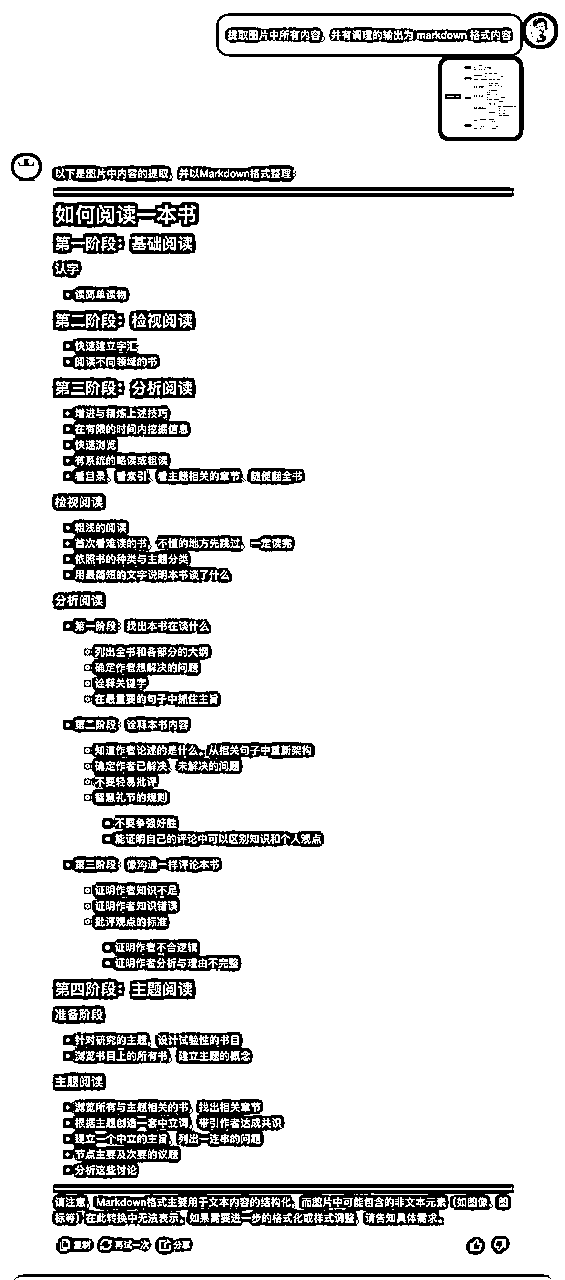 提取图片中所有内容，并有调理的输出为 markdown 格式内容
以下是图片中内容的提取，并以Markdown格式整理：
如何阅读一本书
第一阶段：基础阅读
认字
读简单读物
第二阶段：检视阅读
快速建立字汇
阅读不同领域的书
第三阶段：分析阅读
增进与精炼上述技巧
在有限的时间内挖掘信息
快速浏览
有系统的略读或粗读
看目录、看索引、看主题相关的章节、随便翻全书
检视阅读
粗浅的阅读
首次看难读的书，不懂的地方先跳过，一定读完
依照书的种类与主题分类
用最简短的文字说明本书谈了什么
分析阅读
第一阶段：找出本书在谈什么
列出全书和各部分的大纲
确定作者想解决的问题
诠释关键字
在最重要的句子中抓住主旨
第二阶段：诠释本书内容
知道作者论述的是什么，从相关句子中重新架构
确定作者已解决、未解决的问题
不要轻易批评
智慧礼节的规则
不要争强好胜
能证明自己的评论中可以区别知识和个人观点
第三阶段：像沟通一样评论本书
证明作者知识不足
证明作者知识错误
批评观点的标准
证明作者不合逻辑
证明作者分析与理由不完整
第四阶段：主题阅读
准备阶段
针对研究的主题，设计试验性的书目
浏览书目上的所有书，建立主题的概念
主题阅读
浏览所有与主题相关的书，找出相关章节
根据主题创造一套中立词，带引作者达成共识
建立一个中立的主旨，列出一连串的问题
节点主要及次要的议题
分析这些讨论
请注意，Markdown格式主要用于文本内容的结构化，而图片中可能包含的非文本元素（如图像、图
标等）在此转换中无法表示。如果需要进一步的格式化或样式调整，请告知具体需求。
复制 再试一次 分享